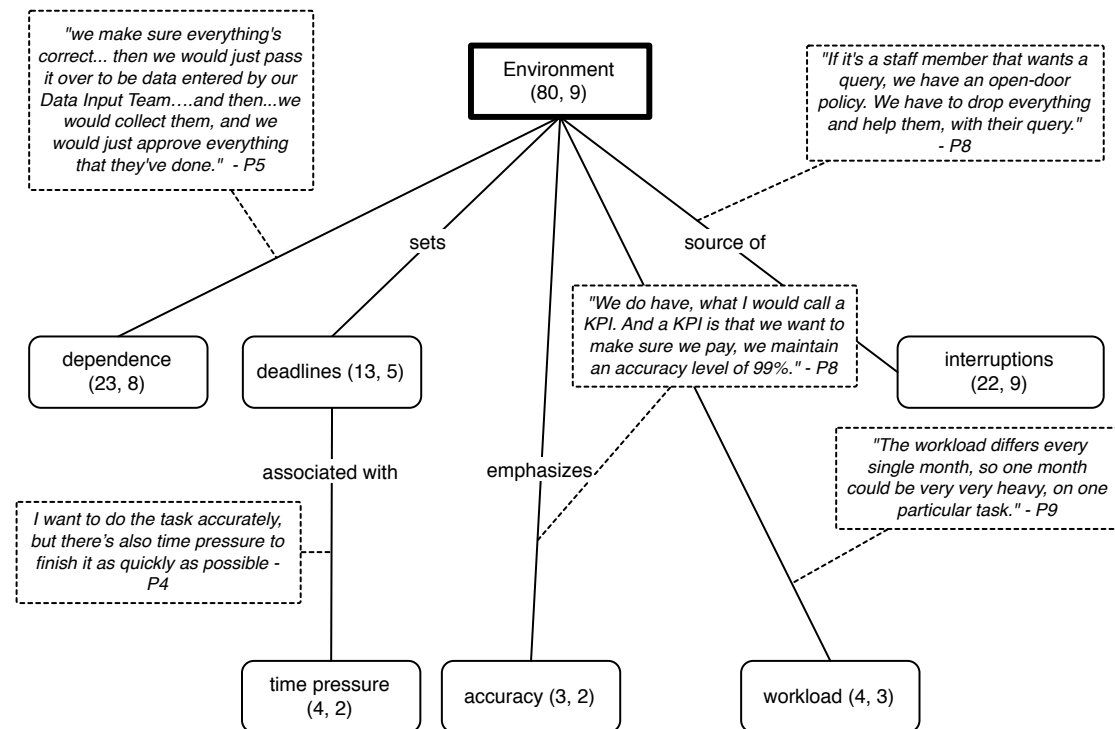 "we make sure everything's
correct... then we would just pass
it over to be data entered by our
Data Input Team….and then...we
would collect them, and we
would just approve everything
that they've done."  - P5
Environment
(80, 9)
"If it's a staff member that wants a
query, we have an open-door
policy. We have to drop everything
and help them, with their query."
- P8
sets
source of
"We do have, what I would call a
KPI. And a KPI is that we want to
make sure we pay, we maintain
an accuracy level of 99%." - P8
dependence
(23, 8)
deadlines (13, 5)
interruptions
(22, 9)
associated with
emphasizes
"The workload differs every
single month, so one month
could be very very heavy, on one
particular task." - P9
I want to do the task accurately,
but there's also time pressure to
finish it as quickly as possible -
P4
time pressure
(4, 2)
accuracy (3, 2)
workload (4, 3)